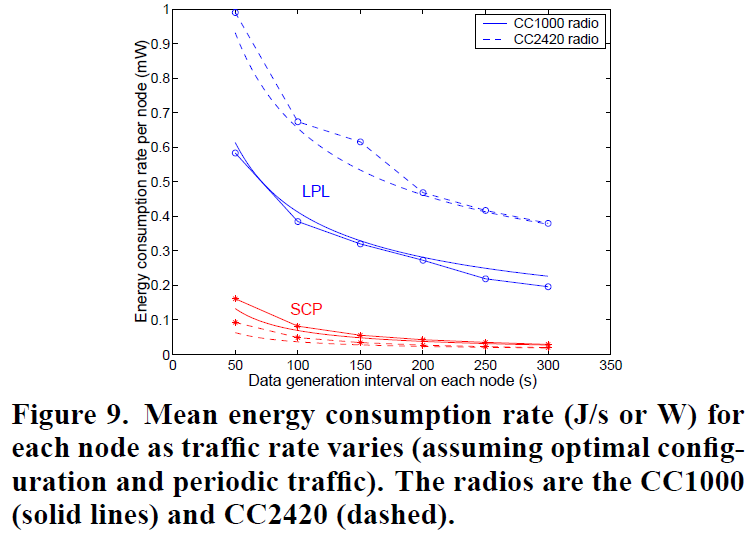 1
0.9
0.8
0.7
0.6
0.5
0.4
0.3
0.2
0.1
0
Energy consumption rate per node (mW)
CC1000 radio
CC2420 radio
LPL
SCP
0 50 100 150 200 250 300 350
Data generation interval on each node (s)
Figure 9. Mean energy consumption rate (J/s or W) for
each node as traffic rate varies (assuming optimal config-
uration and periodic traffic). The radios are the CC1000
(solid lines) and CC2420 (dashed).